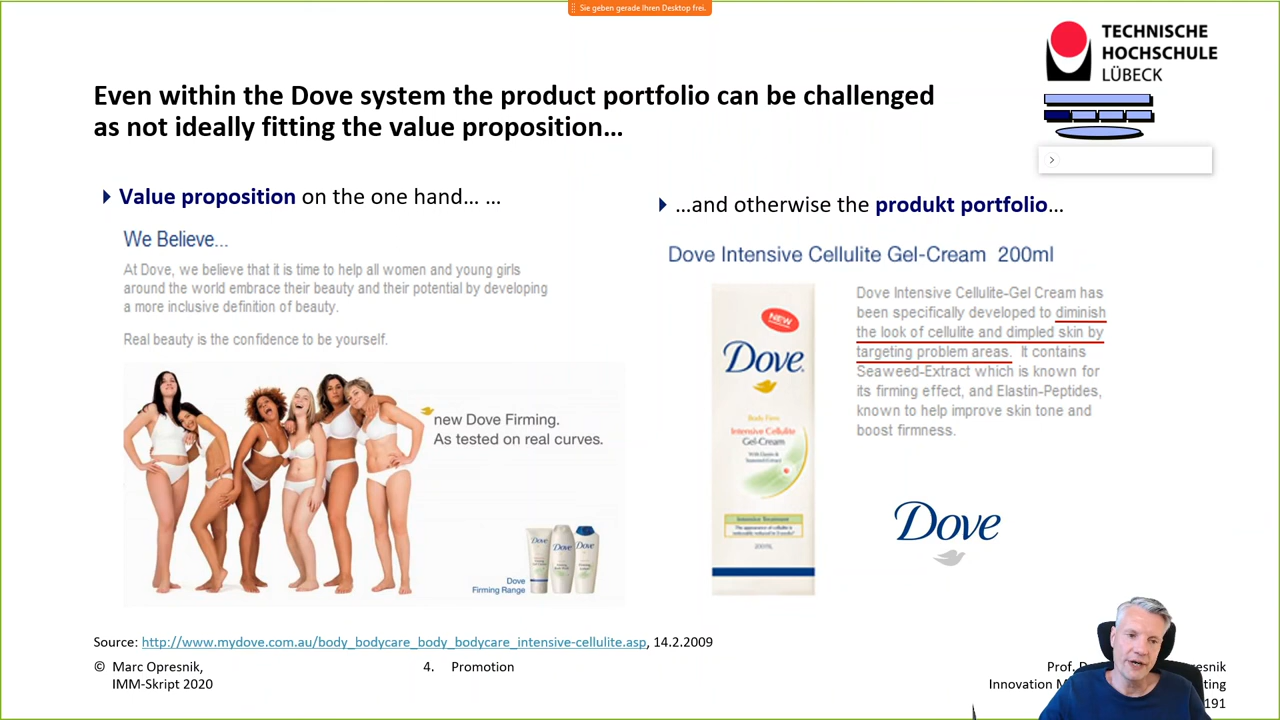 Sie geben gerade Ihren Desktop frei.
TECHNISCHE
HOCHSCHULE
LÜBECK
Even within the Dove system the product portfolio can be challenged
as not ideally fitting the value proposition…
Value proposition on the one hand… …
We Believe...
At Dove, we believe that it is time to help all women and young girls
around the world embrace their beauty and their potential by developing
a more inclusive definition of beauty.
Real beauty is the confidence to be yourself.
new Dove Firming.
As tested on real curves.
Dove
Dove
Dove
Dove
Firming Range
…and otherwise the produkt portfolio…
Dove Intensive Cellulite Gel-Cream 200ml
NEW
Dove
Body Firm
Intensive Cellulite
Gel-Cream
Intensive Treatment
200ML
Dove Intensive Cellulite-Gel Cream has
been specifically developed to diminish
the look of cellulite and dimpled skin by
targeting problem areas. It contains
Seaweed-Extract which is known for
its firming effect, and Elastin-Peptides,
known to help improve skin tone and
boost firmness.
Dove
Source: http://www.mydove.com.au/body_bodycare_body_bodycare_intensive-cellulite.asp, 14.2.2009
© Marc Opresnik,
IMM-Skript 2020
4. Promotion
Prof.
Innovation
191